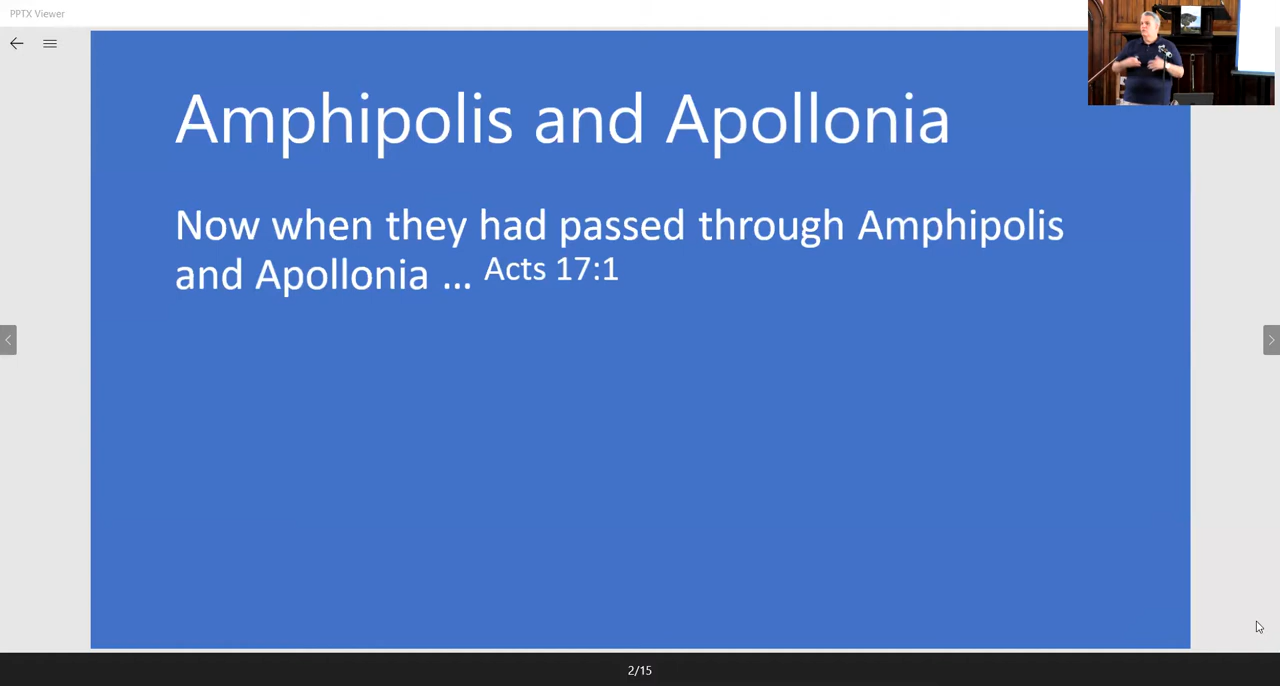 PPTX Viewer
Amphipolis and Apollonia
Now when they had passed through Amphipolis
and Apollonia … Acts 17:1
2/15